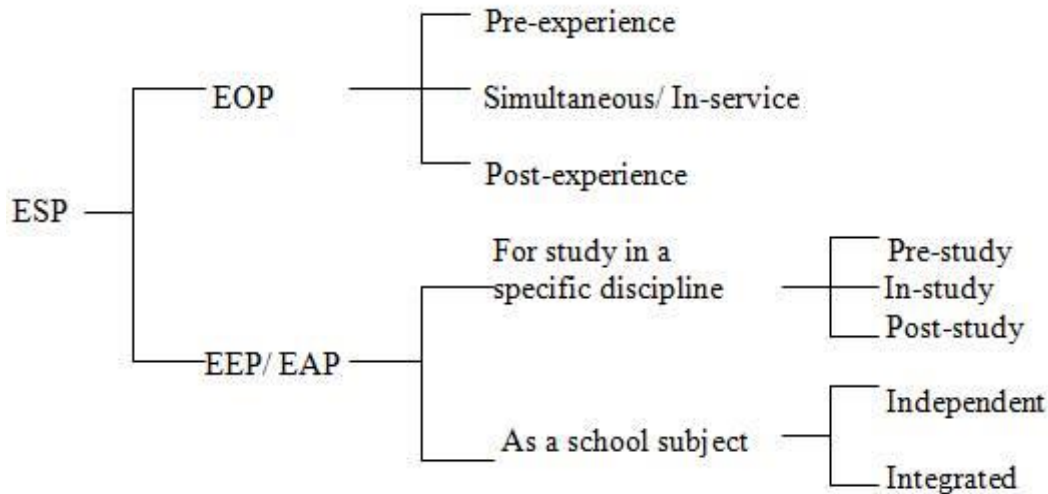 Pre-experience
EOP
Simultaneous/ In-service
Post-experience
ESP
For study in a
specific discipline
Pre-study
In-study
Post-study
EEP/ EAP
As a school subject
Independent
Integrated